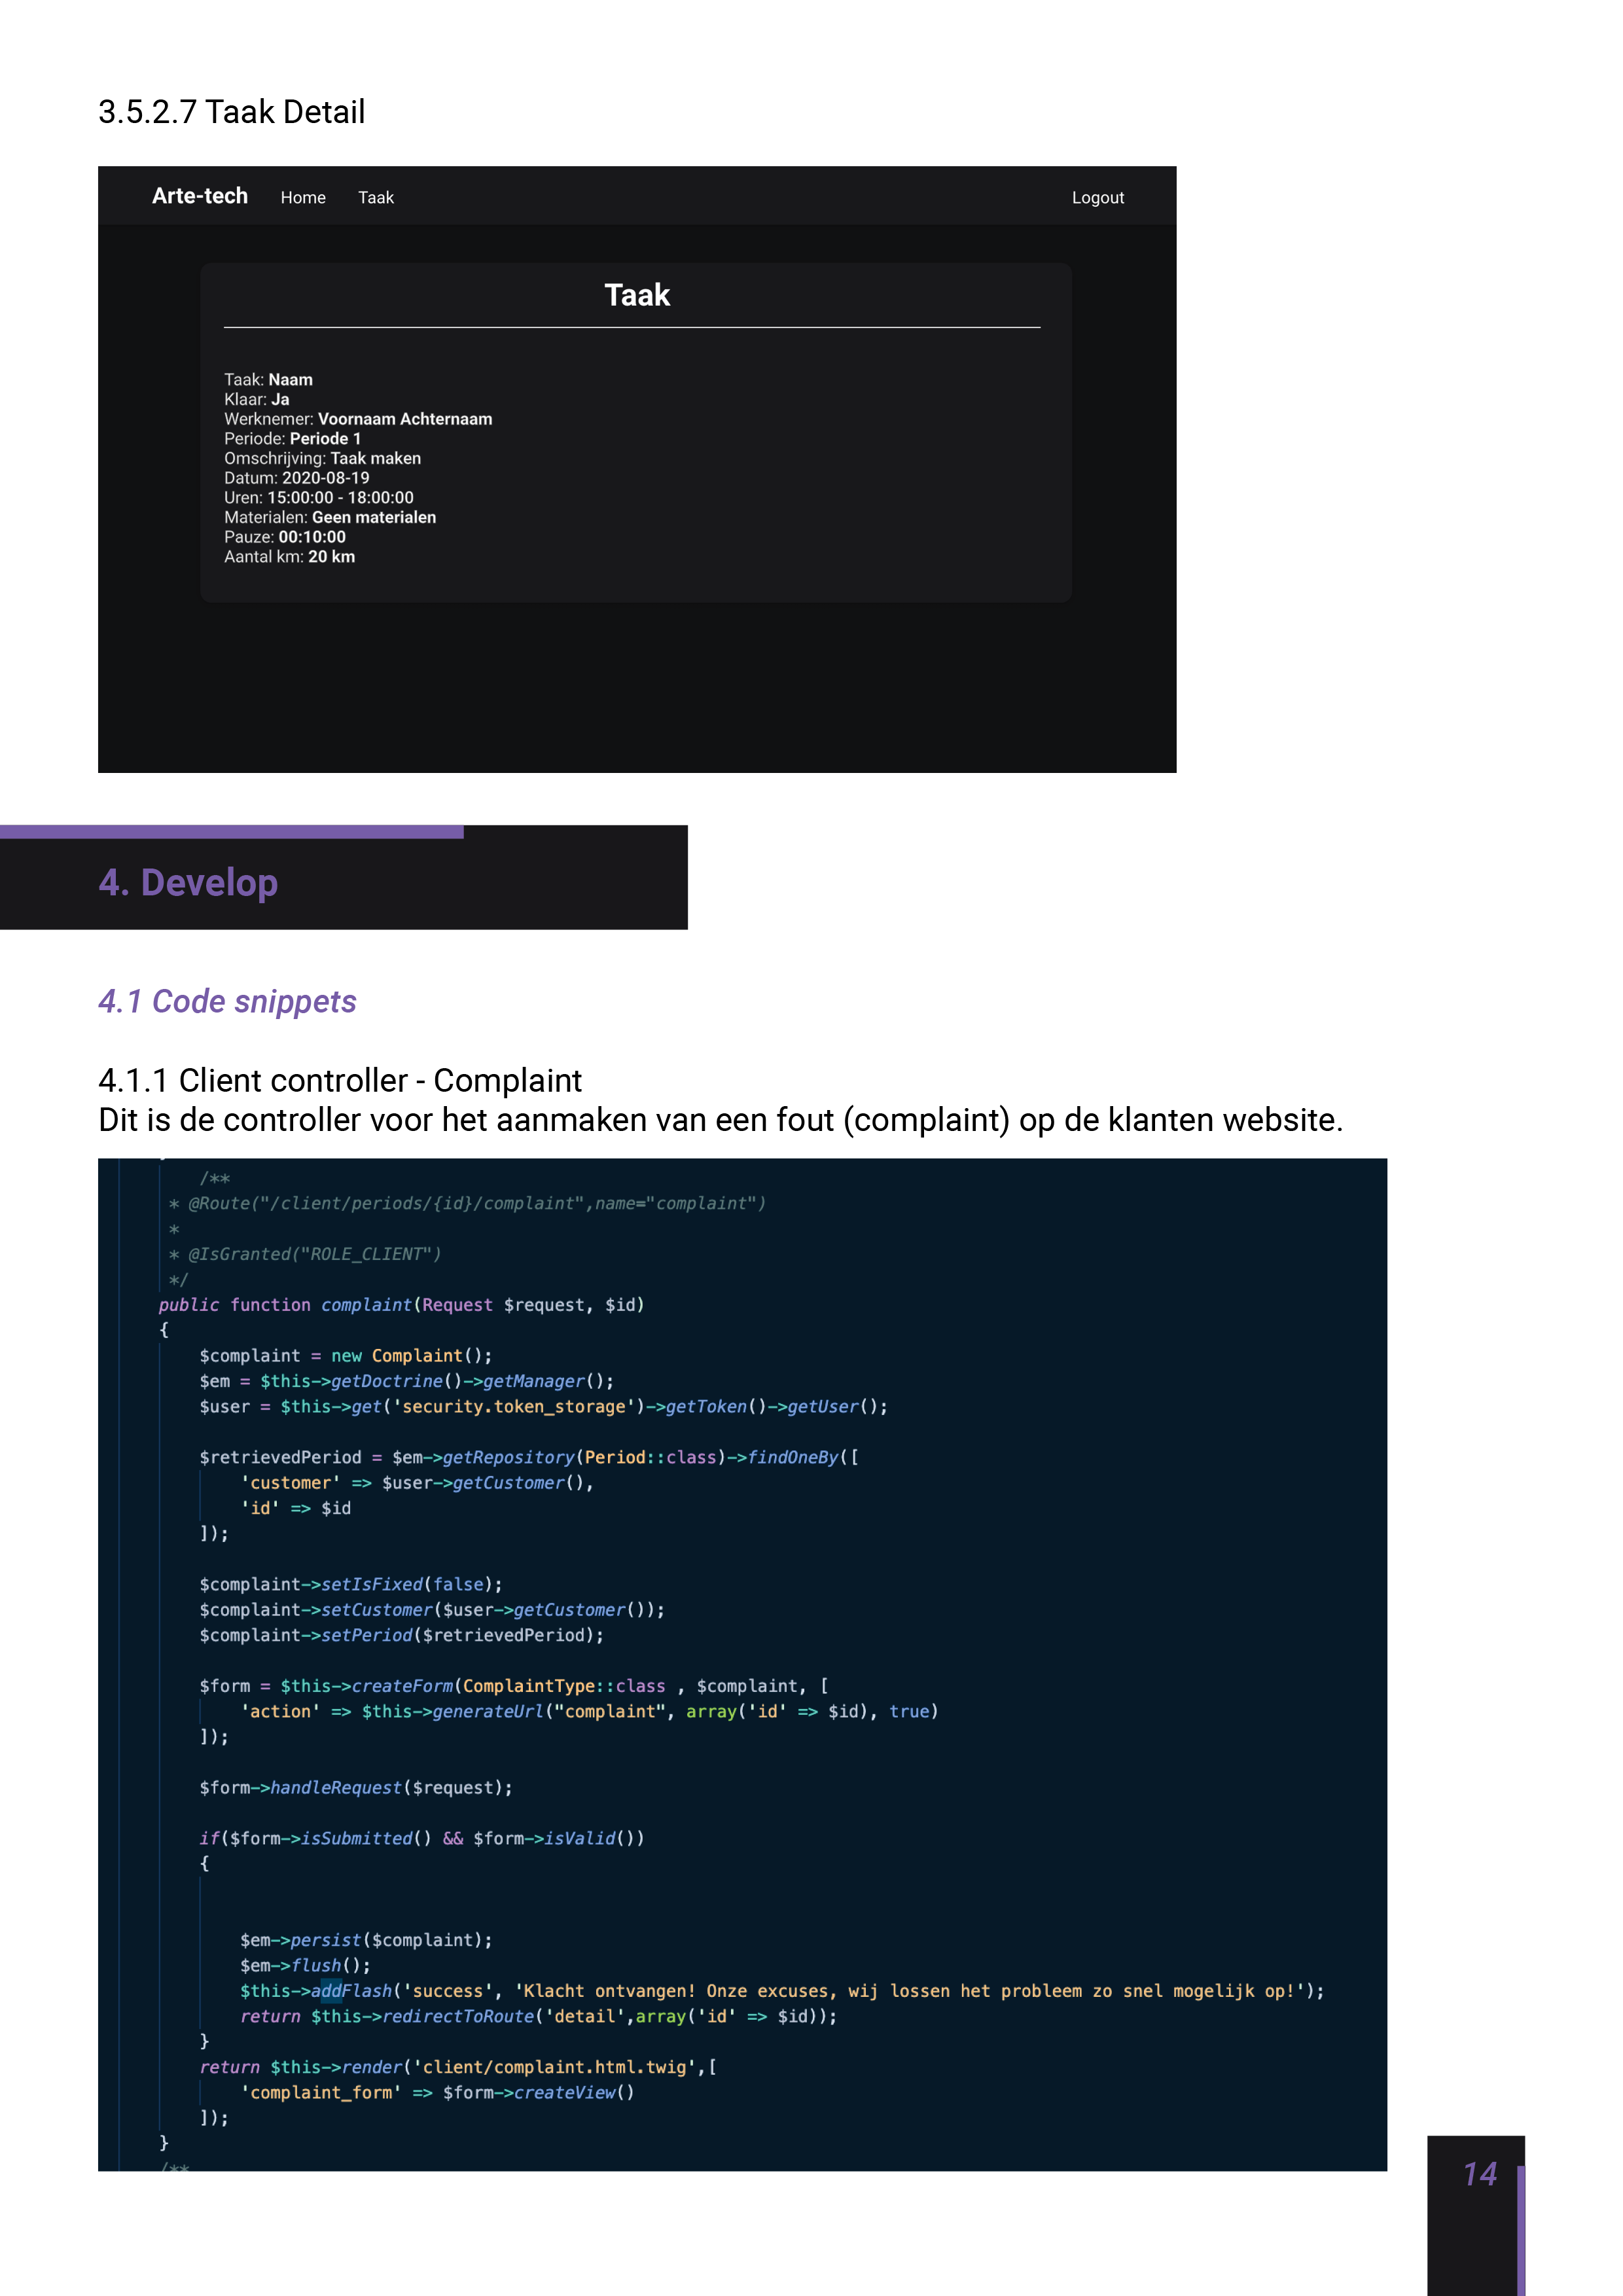 3.5.2.7 Taak Detail
Arte-tech Home Taak Logout
Taak
Taak: Naam
Klaar: Ja
Werknemer: Voornaam Achternaam
Periode: Periode 1
Omschrijving: Taak maken
Datum: 2020-08-19
Uren: 15:00:00 - 18:00:00
Materialen: Geen materialen
Pauze: 00:10:00
Aantal km: 20 km
4. Develop
4.1 Code snippets
4.1.1 Client controller - Complaint
Dit is de controller voor het aanmaken van een fout (complaint) op de klanten website.
/**
* @Route("/client/periods/{id}/complaint",name="complaint")
*
* @IsGranted("ROLE_CLIENT")
*/
public function complaint(Request $request, $id)
{
$complaint = new Complaint();
$em = $this->getDoctrine()->getManager();
$user = $this->get('security.token_storage')->getToken()->getUser();
$retrievedPeriod = $em->getRepository(Period::class)->findOneBy([
'customer' => $user->getCustomer(),
'id' => $id
]);
$complaint->setIsFixed(false);
$complaint->setCustomer($user->getCustomer());
$complaint->setPeriod($retrievedPeriod);
$form = $this->createForm(ComplaintType::class , $complaint, [
'action' => $this->generateUrl("complaint", array('id' => $id), true)
]);
$form->handleRequest($request);
if($form->isSubmitted() && $form->isValid())
{
$em->persist($complaint);
$em->flush();
$this->addFlash('success', 'Klacht ontvangen! Onze excuses, wij lossen het probleem zo snel mogelijk op!');
return $this->redirectToRoute('detail',array('id' => $id));
}
return $this->render('client/complaint.html.twig',[
'complaint_form' => $form->createView()
]);
}
/**
14